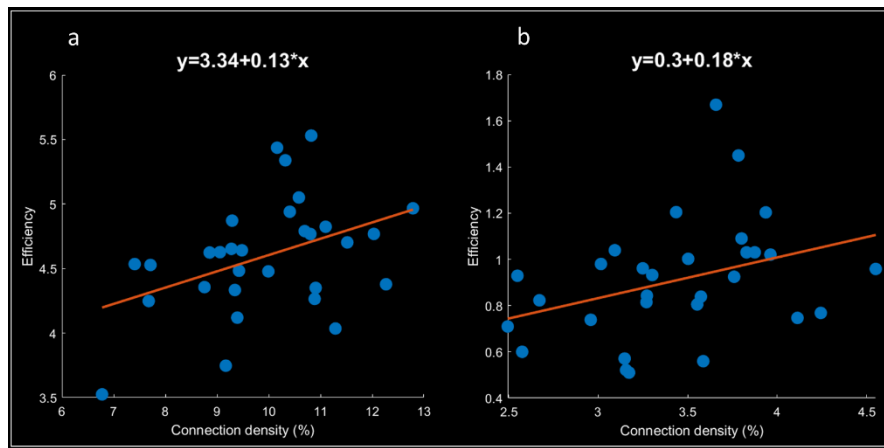 a
y=3.34+0.13*x
6
5.5
5
4.5
4
3.5
Efficiency
6 7 8 9 10 11 12 13
Connection density (%)
b
y=0.3+0.18*x
1.8
1.6
1.4
1.2
1
0.8
0.6
0.4
Efficiency
2.5 3 3.5 4 4.5
Connection density (%)